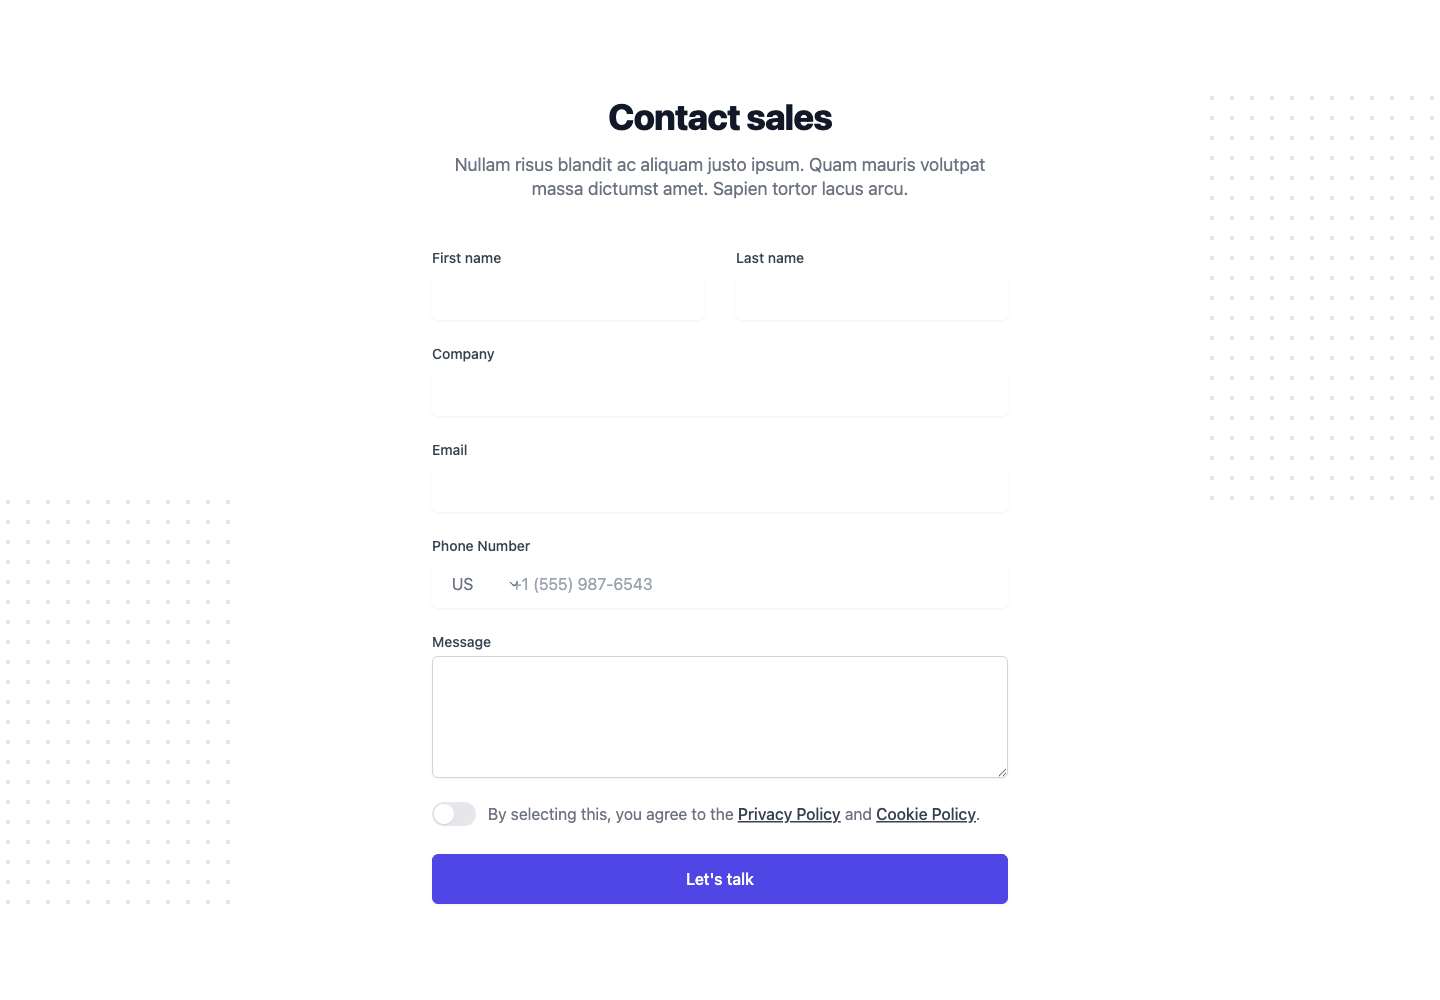 Contact sales
Nullam risus blandit ac aliquam justo ipsum. Quam mauris volutpat
massa dictumst amet. Sapien tortor lacus arcu.
First name
Last name
Company
Email
Phone Number
US
+1 (555) 987-6543
Message
By selecting this, you agree to the Privacy Policy and Cookie Policy.
Let's talk